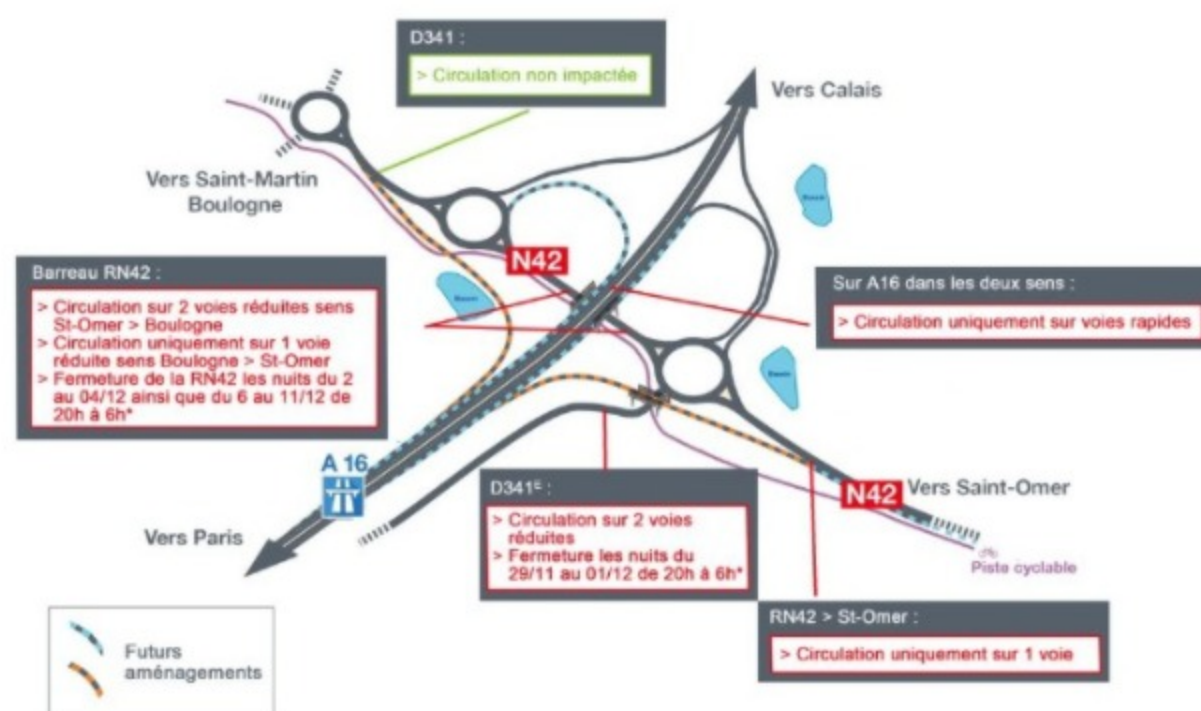 D341 :
> Circulation non impactée
Vers Calais
Vers Saint-Martin
Boulogne
N42
Barreau RN42 :
> Circulation sur 2 voies réduites sens
St-Omer > Boulogne
> Circulation uniquement sur 1 voie
réduite sens Boulogne > St-Omer
> Fermeture de la RN42 les nuits du 2
au 04/12 ainsi que du 6 au 11/12 de
20h à 6h*
Sur A16 dans les deux sens :
> Circulation uniquement sur voies rapides
A 16
Vers Paris
D341E :
> Circulation sur 2 voies
réduites
> Fermeture les nuits du
29/11 au 01/12 de 20h à 6h*
N42
Vers Saint-Omer
Piste cyclable
RN42 > St-Omer :
> Circulation uniquement sur 1 voie
Futurs
aménagements